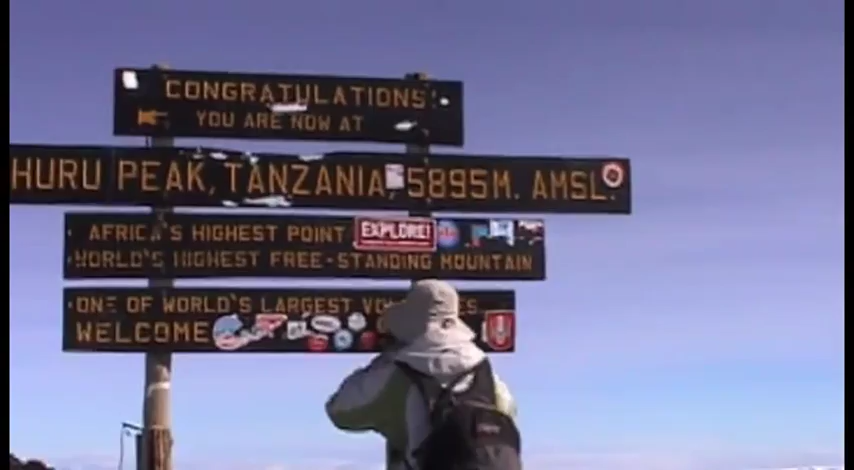 CONGRATULATIONS
YOU ARE NOW AT
HURU PEAK, TANZANIA, 5895M. AMSL.
AFRICA'S HIGHEST POINT
EXPLORE!
WORLD'S HIGHEST FREE-STANDING MOUNTAIN
ONE OF WORLD'S LARGEST
WELCOME